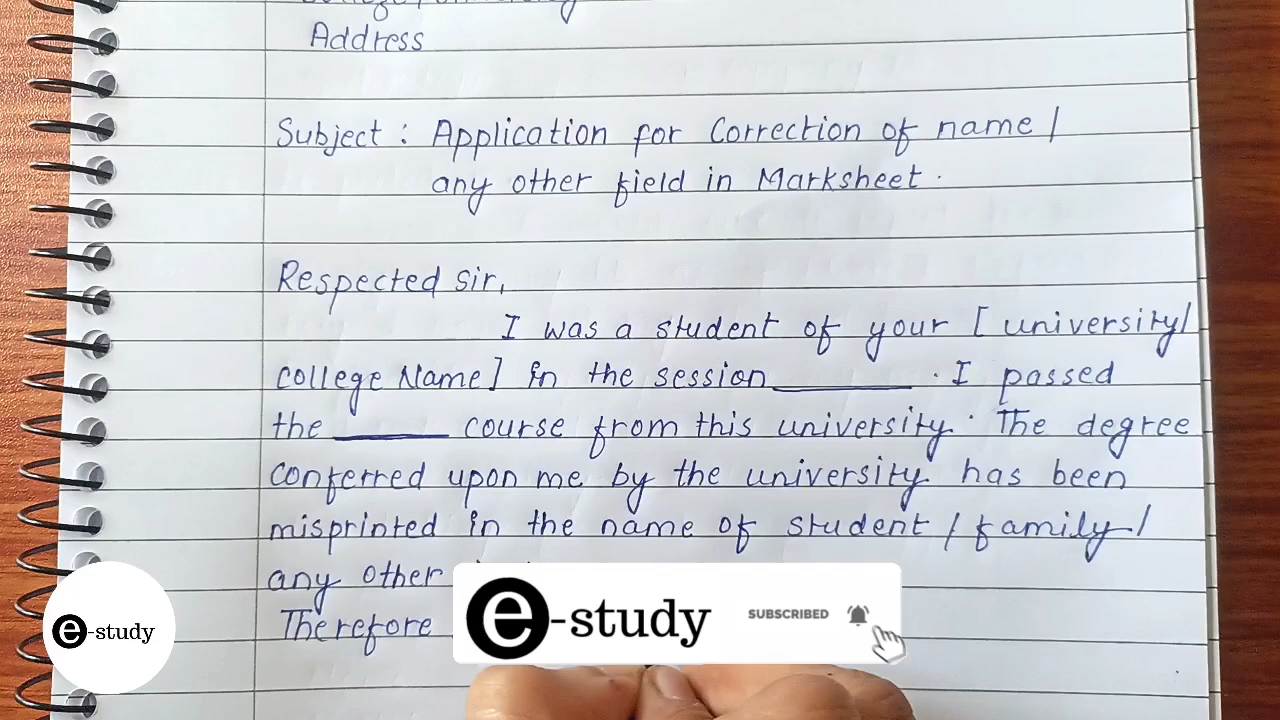 Address
Subject : Application for Correction of name /
any other field in Marksheet.
Respected Sir,
I was a student of your [ university/
college Name] in the session ______ . I passed
the ______ course from this university. The degree
conferred upon me by the university has been
misprinted in the name of student / family /
any other
Therefore
e-study
e-study
SUBSCRIBED